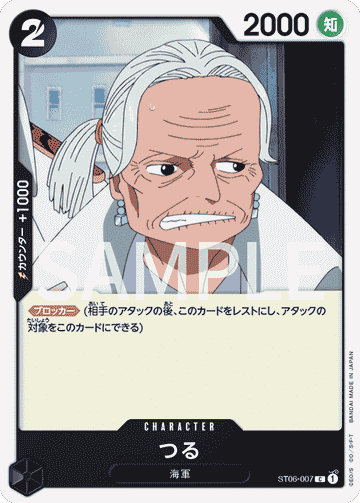 2
2000
知
カウンター +1000
SAMPLE
ブロッカー (相手のアタックの後、このカードをレストにし、アタックの
対象をこのカードにできる)
CHARACTER
つる
海軍
ST06-007 C 1
©E.O/S. ©O./S.・F・T BANDAI MADE IN JAPAN